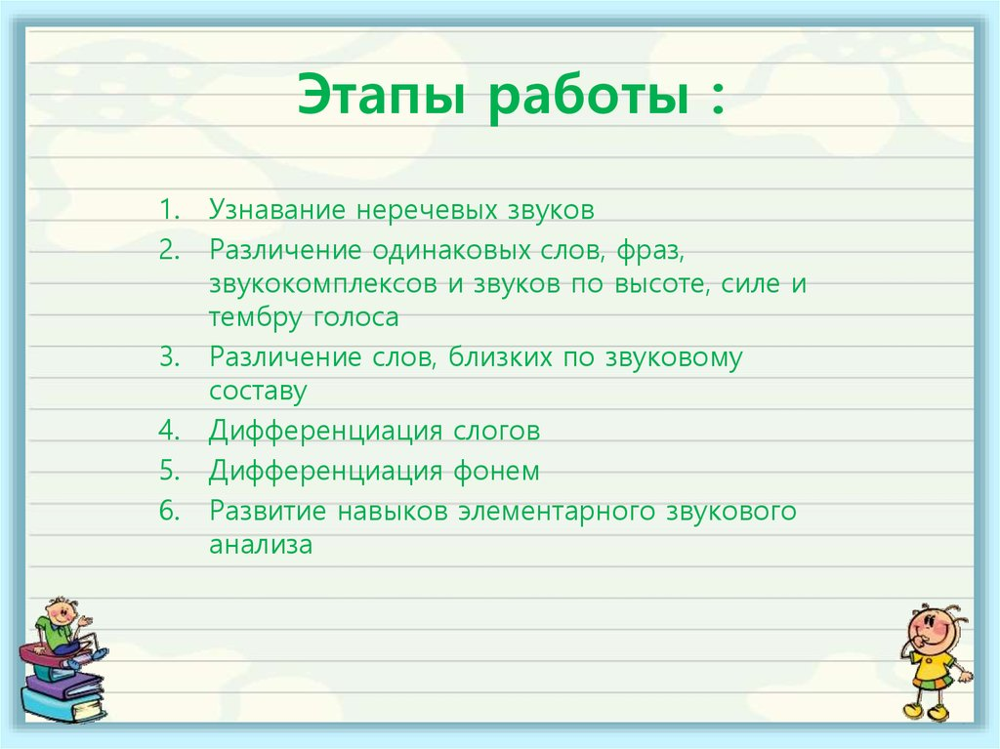 Этапы работы :
1. Узнавание неречевых звуков
2. Различение одинаковых слов, фраз,
звукокомплексов и звуков по высоте, силе и
тембру голоса
3. Различение слов, близких по звуковому
составу
4. Дифференциация слогов
5. Дифференциация фонем
6. Развитие навыков элементарного звукового
анализа